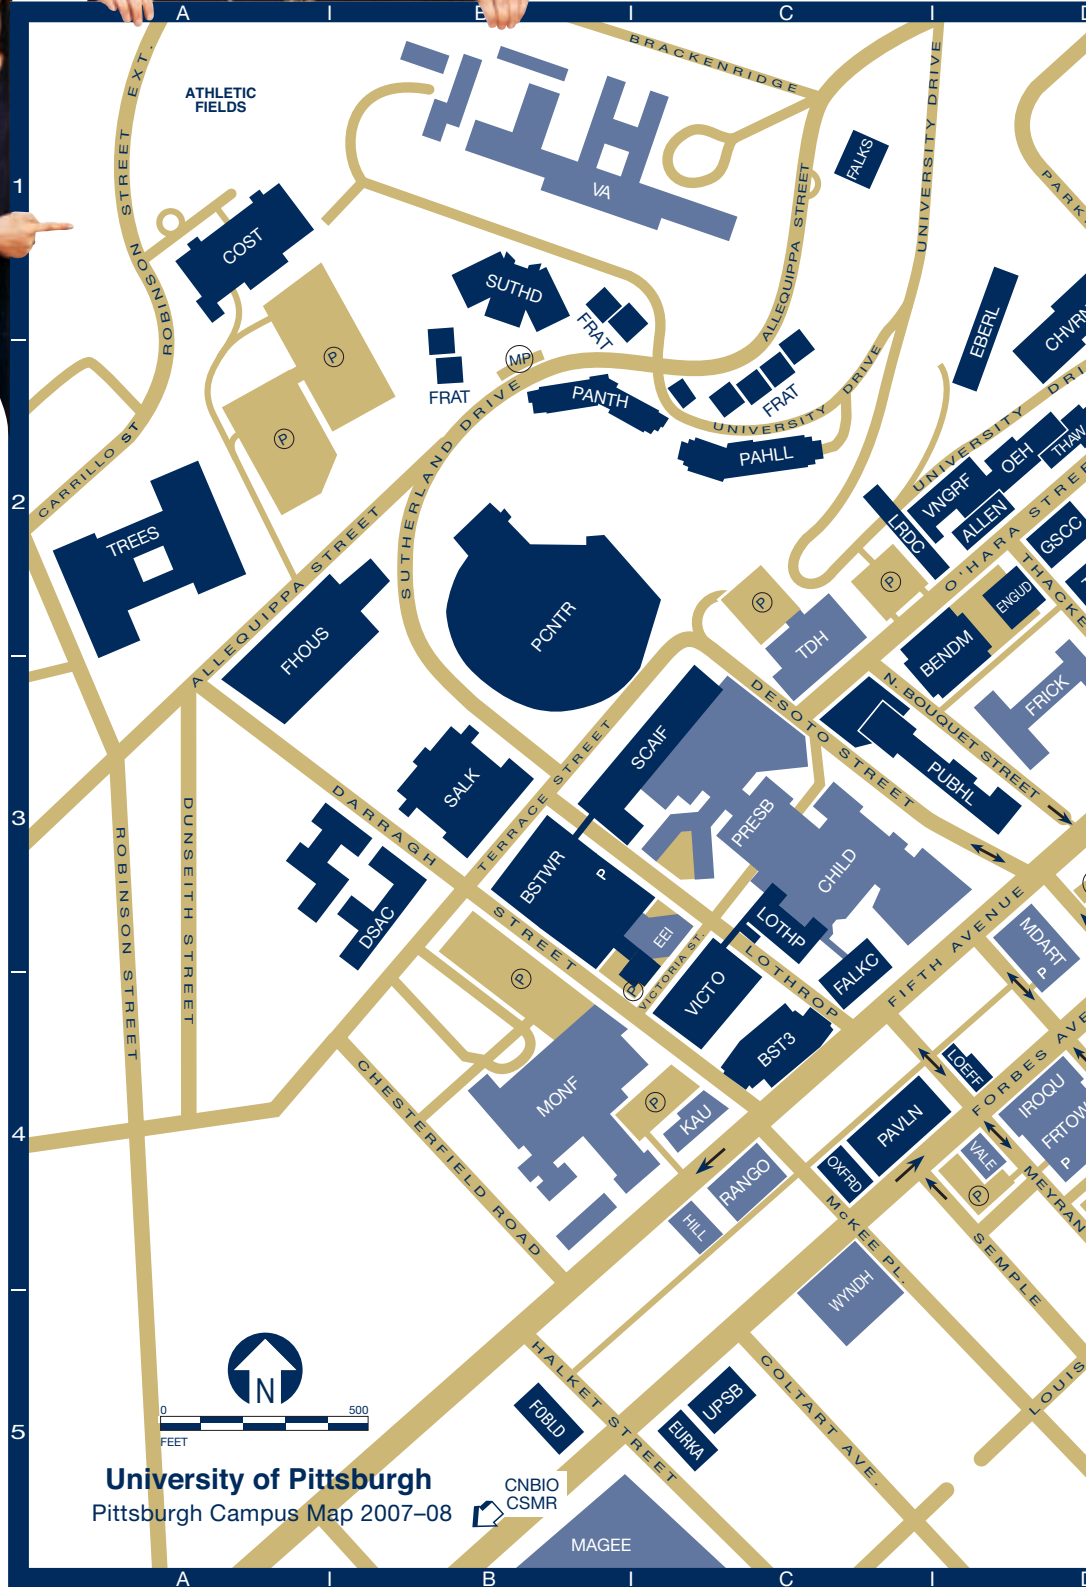 A I B I C I D
1
2
3
4
5
ATHLETIC
FIELDS
ROBINSON STREET EXT.
BRACKENRIDGE
UNIVERSITY DRIVE
ALLEQUIPPA STREET
FALKS
VA
COST
SUTHD
FRAT
FRAT
MP
P
P
PANTH
FRAT
UNIVERSITY DRIVE
PAHLL
EBERL
CHVRN
CARRILLO ST
TREES
ALLEQUIPPA STREET
SUTHERLAND DRIVE
UNIVERSITY
OEH
THAW
VNGRF
ALLEN
LRDC
O'HARA
GSCC
P
P
ENGUD
BENDM
TDH
FHOUS
PCNTR
FRICK
N. BOUQUET STREET
DESOTO STREET
PUBHL
SCAIF
PRESB
CHILD
SALK
TERRACE STREET
DARRAGH STREET
DUNSEITH STREET
ROBINSON STREET
DSAC
BSTWR
P
EEI
VICTORIA ST.
LOTHP
LOTHROP
FALKC
VICTO
BST3
FIFTH AVENUE
MDART
P
P
P
MONF
P
KAU
CHESTERFIELD ROAD
RANGO
HILL
LOEFF
PAVLN
OXFRD
FORBES AVE
IROQU
FRTOW
P
VALE
P
MEYRAN
SEMPLE
McKEE PL.
WYNDH
LOUIS
COLTART AVE.
HALKET STREET
FOBLD
UPSB
EURKA
N
0 500
FEET
University of Pittsburgh
Pittsburgh Campus Map 2007–08
CNBIO
CSMR
MAGEE
A I B I C I D